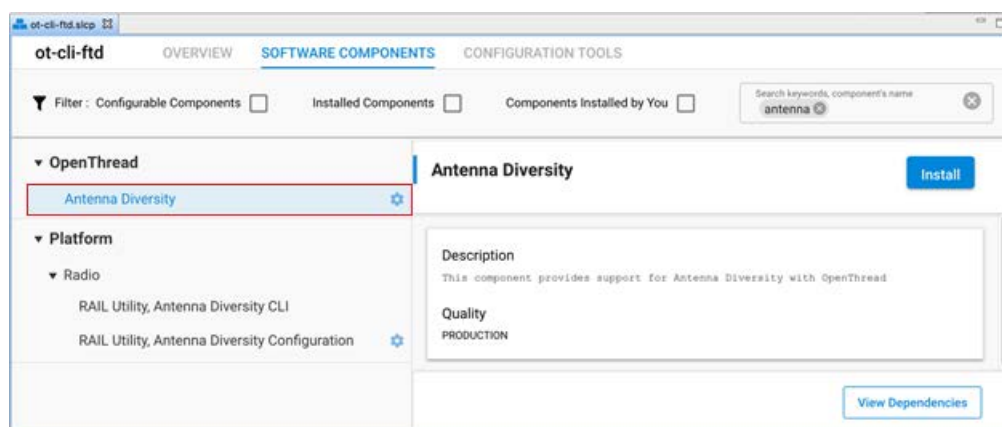 ot-cli-ftd.slcp
ot-cli-ftd OVERVIEW SOFTWARE COMPONENTS CONFIGURATION TOOLS
Filter : Configurable Components Installed Components Components Installed by You Search keywords, component's name
antenna
OpenThread
Antenna Diversity
Platform
Radio
RAIL Utility, Antenna Diversity CLI
RAIL Utility, Antenna Diversity Configuration
Antenna Diversity Install
Description
This component provides support for Antenna Diversity with OpenThread
Quality
PRODUCTION
View Dependencies